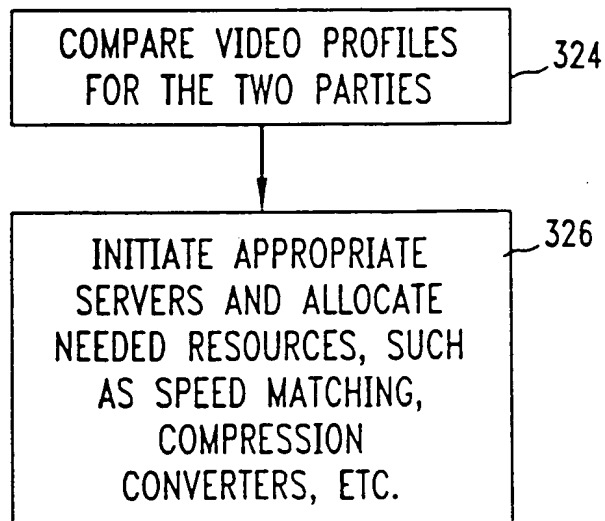 COMPARE VIDEO PROFILES
FOR THE TWO PARTIES
324
326
INITIATE APPROPRIATE
SERVERS AND ALLOCATE
NEEDED RESOURCES, SUCH
AS SPEED MATCHING,
COMPRESSION
CONVERTERS, ETC.